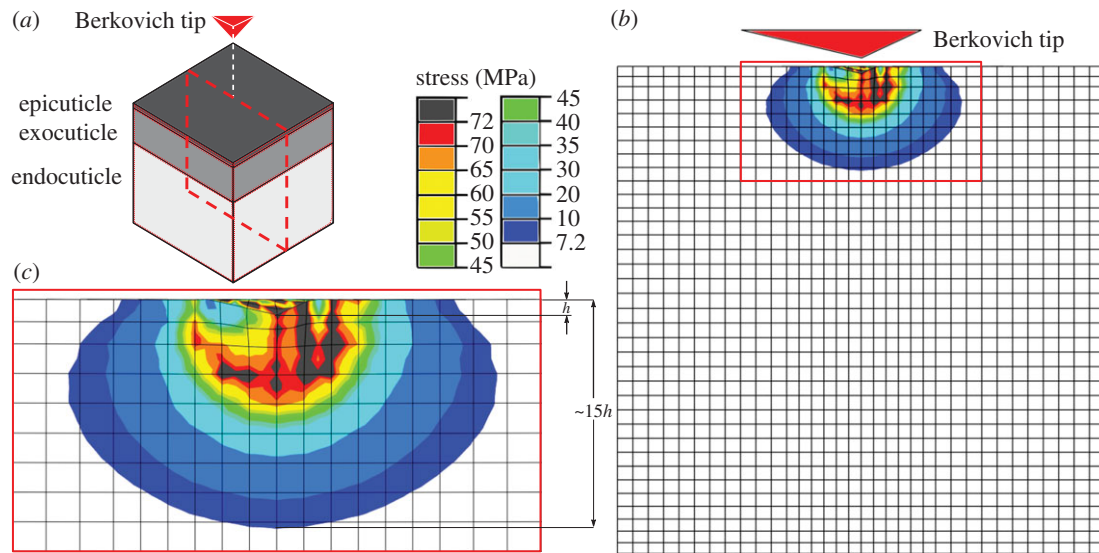 (a)
Berkovich tip
epicuticle
exocuticle
endocuticle
stress (MPa)
72
70
65
60
55
50
45
45
40
35
30
20
10
7.2
(b)
Berkovich tip
(c)
h
~15h